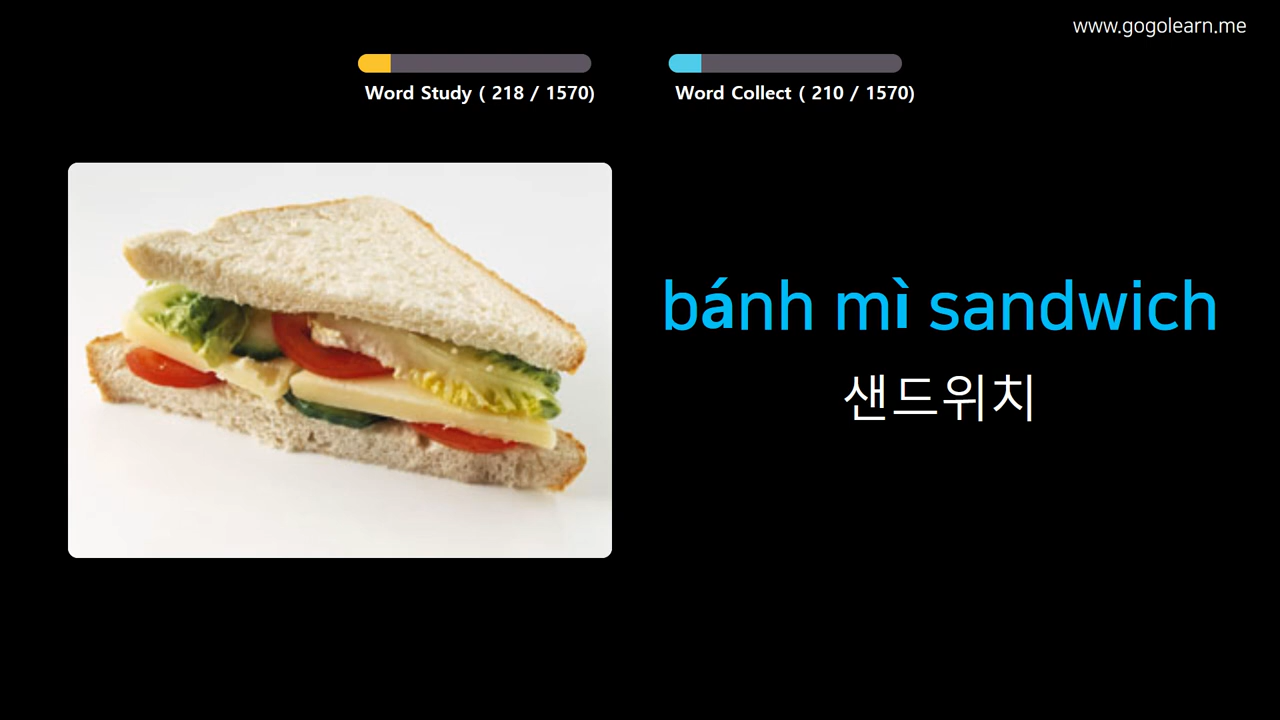 www.gogolearn.me
Word Study ( 218 / 1570)
Word Collect ( 210 / 1570)
bánh mì sandwich
샌드위치